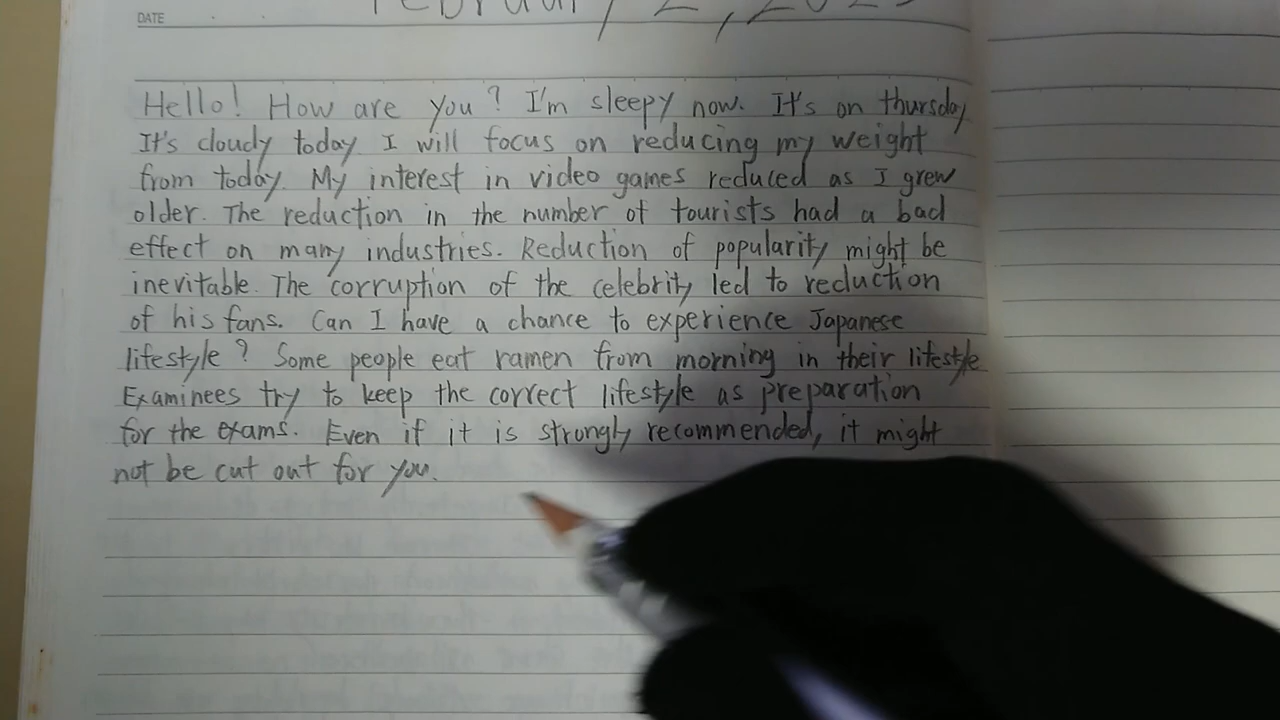 DATE
February 2, 202
Hello! How are you? I'm sleepy now. It's on thursday
It's cloudy today I will focus on reducing my weight
from today. My interest in video games reduced as I grew
older. The reduction in the number of tourists had a bad
effect on many industries. Reduction of popularity might be
inevitable. The corruption of the celebrity led to reduction
of his fans. Can I have a chance to experience Japanese
lifestyle? Some people eat ramen from morning in their lifestyle
Examinees try to keep the correct lifestyle as preparation
for the exams. Even if it is strongly recommended, it might
not be cut out for you.